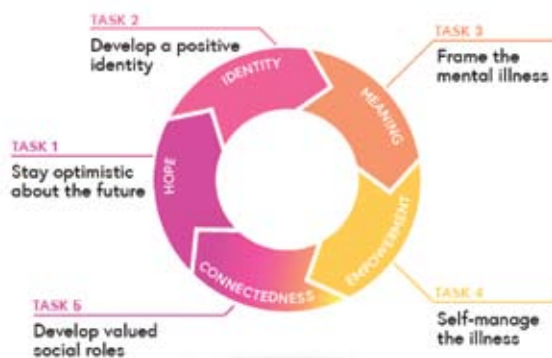 TASK 2
Develop a positive
identity
TASK 3
Frame the
mental illness
TASK 1
Stay optimistic
about the future
IDENTITY
MEANING
HOPE
EMPOWERMENT
CONNECTEDNESS
TASK 5
Develop valued
social roles
TASK 4
Self-manage
the illness